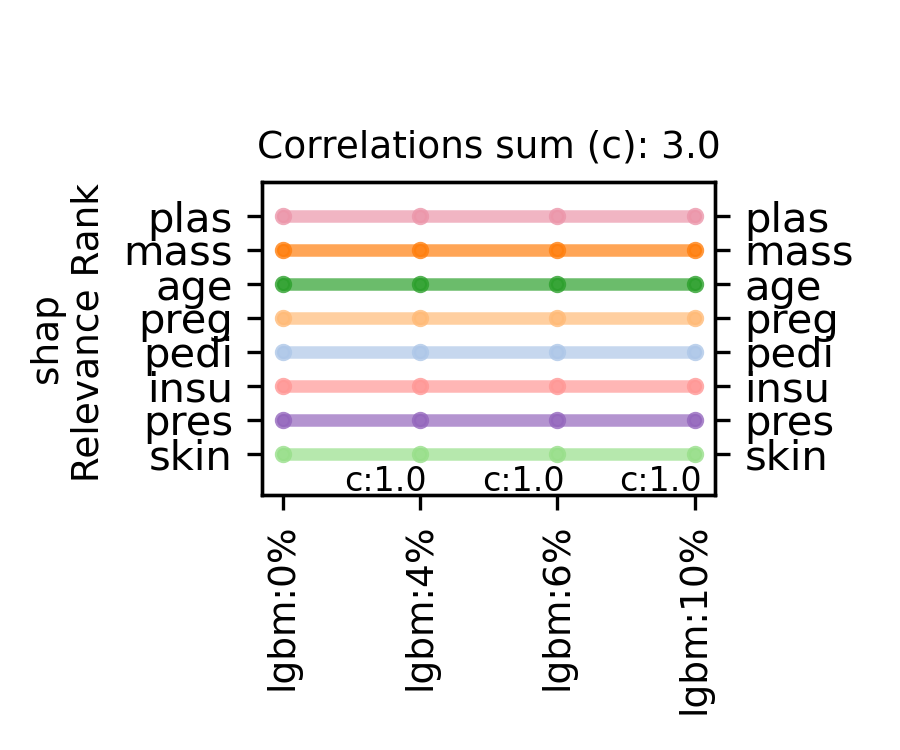 Correlations sum (c): 3.0
shap
Relevance Rank
plas
mass
age
preg
pedi
insu
pres
skin
plas
mass
age
preg
pedi
insu
pres
skin
c:1.0
c:1.0
c:1.0
lgbm:0%
lgbm:4%
lgbm:6%
lgbm:10%